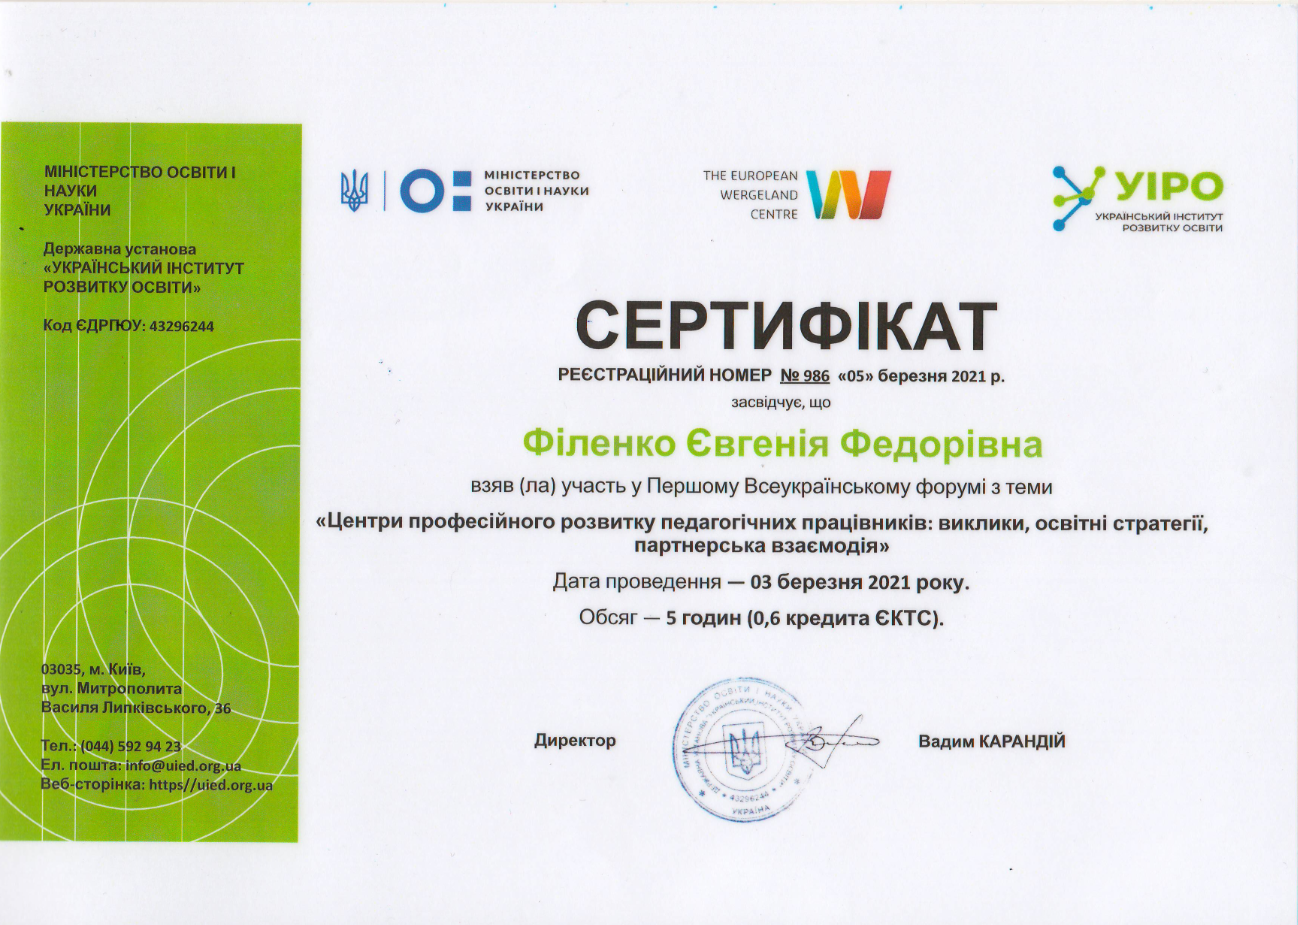 МІНІСТЕРСТВО ОСВІТИ І
НАУКИ
УКРАЇНИ
Державна установа
«УКРАЇНСЬКИЙ ІНСТИТУТ
РОЗВИТКУ ОСВІТИ»
Код ЄДРПОУ: 43296244
03035, м. Київ,
вул. Митрополита
Василя Липківського, 36
Тел.: (044) 592 94 23
Ел. пошта: info@uied.org.ua
Веб-сторінка: https//uied.org.ua
МІНІСТЕРСТВО
ОСВІТИ І НАУКИ
УКРАЇНИ
THE EUROPEAN
WERGELAND
CENTRE
УІРО
УКРАЇНСЬКИЙ ІНСТИТУТ
РОЗВИТКУ ОСВІТИ
СЕРТИФІКАТ
РЕЄСТРАЦІЙНИЙ НОМЕР № 986 «05» березня 2021 р.
засвідчує, що
Філенко Євгенія Федорівна
взяв (ла) участь у Першому Всеукраїнському форумі з теми
«Центри професійного розвитку педагогічних працівників: виклики, освітні стратегії,
партнерська взаємодія»
Дата проведення — 03 березня 2021 року.
Обсяг — 5 годин (0,6 кредита ЄКТС).
Директор
Вадим КАРАНДІЙ
МІНІСТЕРСТВО ОСВІТИ І НАУКИ
43296244
УКРАЇНА